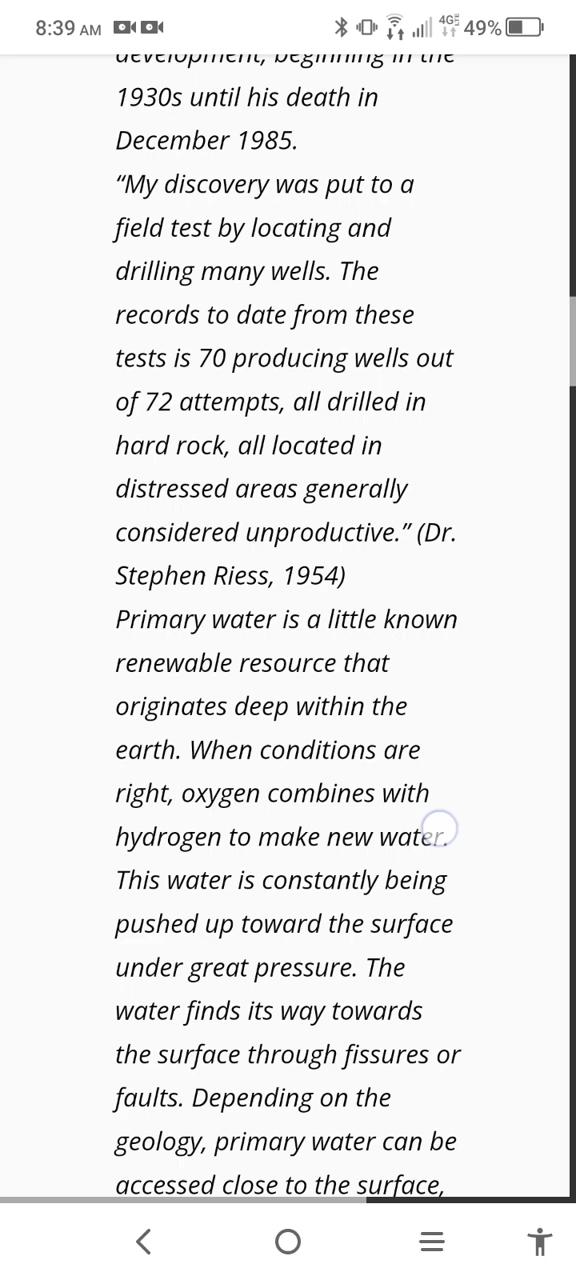 8:39 AM
4GE
49%
development, beginning in the
1930s until his death in
December 1985.
“My discovery was put to a
field test by locating and
drilling many wells. The
records to date from these
tests is 70 producing wells out
of 72 attempts, all drilled in
hard rock, all located in
distressed areas generally
considered unproductive.” (Dr.
Stephen Riess, 1954)
Primary water is a little known
renewable resource that
originates deep within the
earth. When conditions are
right, oxygen combines with
hydrogen to make new water.
This water is constantly being
pushed up toward the surface
under great pressure. The
water finds its way towards
the surface through fissures or
faults. Depending on the
geology, primary water can be
accessed close to the surface,